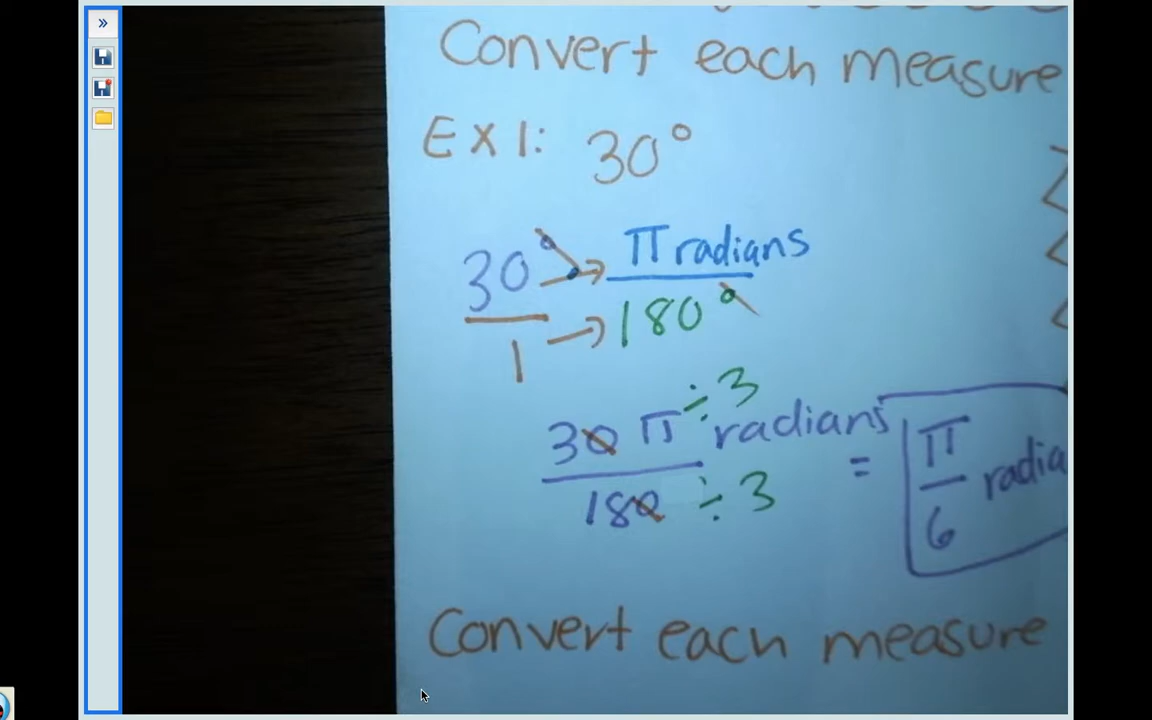 Convert each measure
Ex 1: 30°
30° → π radians
1 → 180°
30 π ÷ 3 radians
180 ÷ 3
= π radia
6
Convert each measure